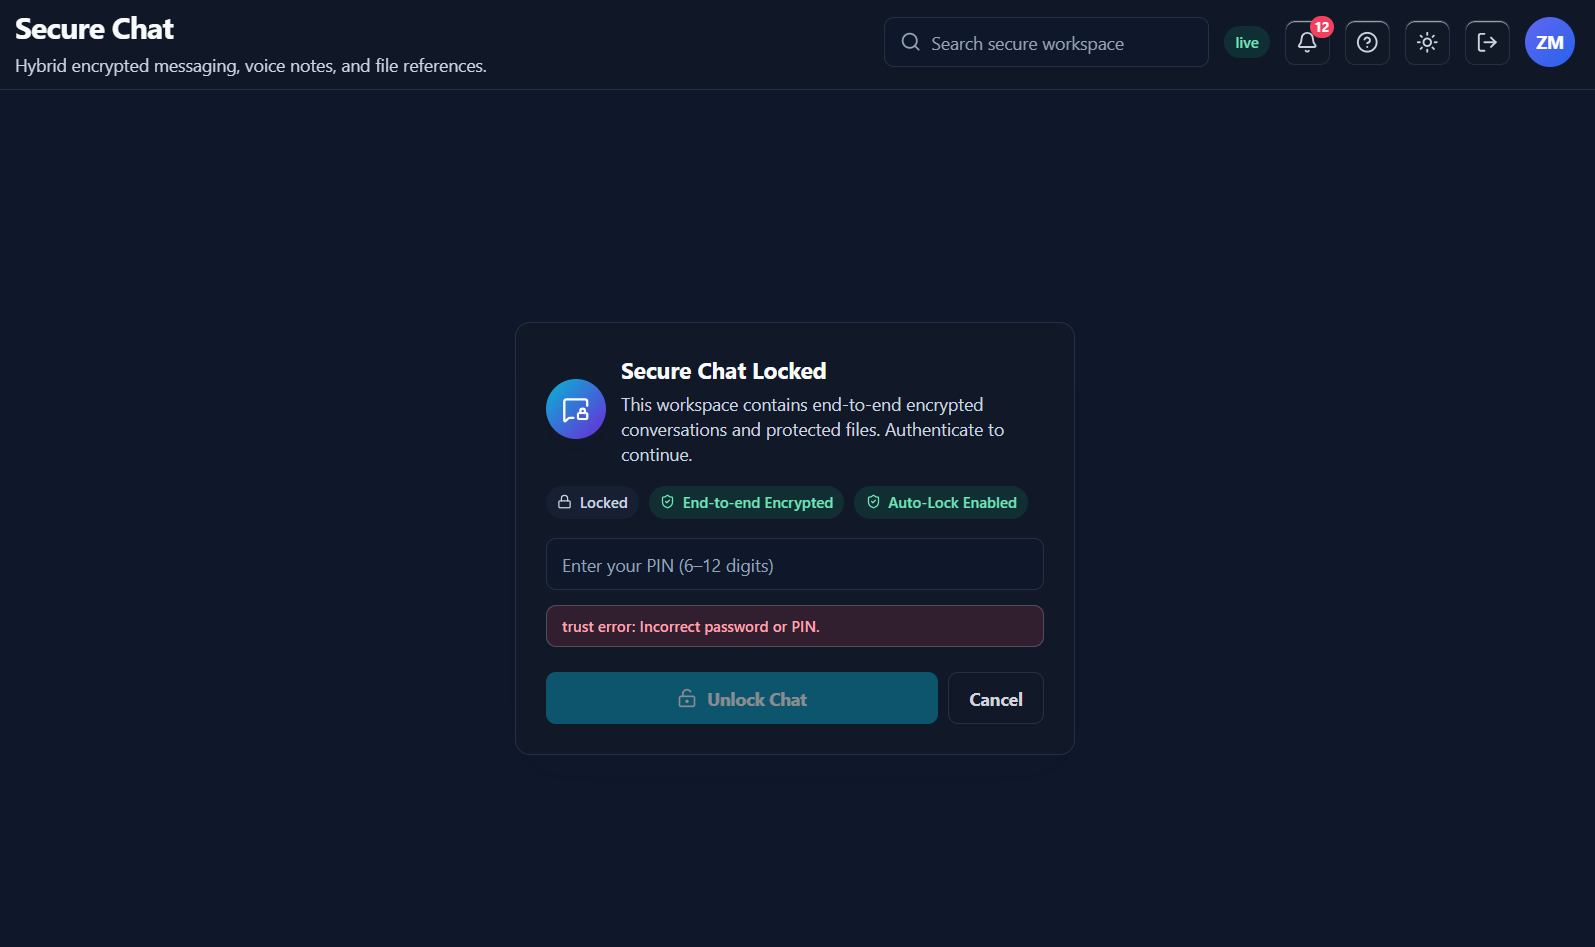 Secure Chat
Hybrid encrypted messaging, voice notes, and file references.
Search secure workspace
live
12
ZM
Secure Chat Locked
This workspace contains end-to-end encrypted
conversations and protected files. Authenticate to
continue.
Locked
End-to-end Encrypted
Auto-Lock Enabled
Enter your PIN (6–12 digits)
trust error: Incorrect password or PIN.
Unlock Chat
Cancel